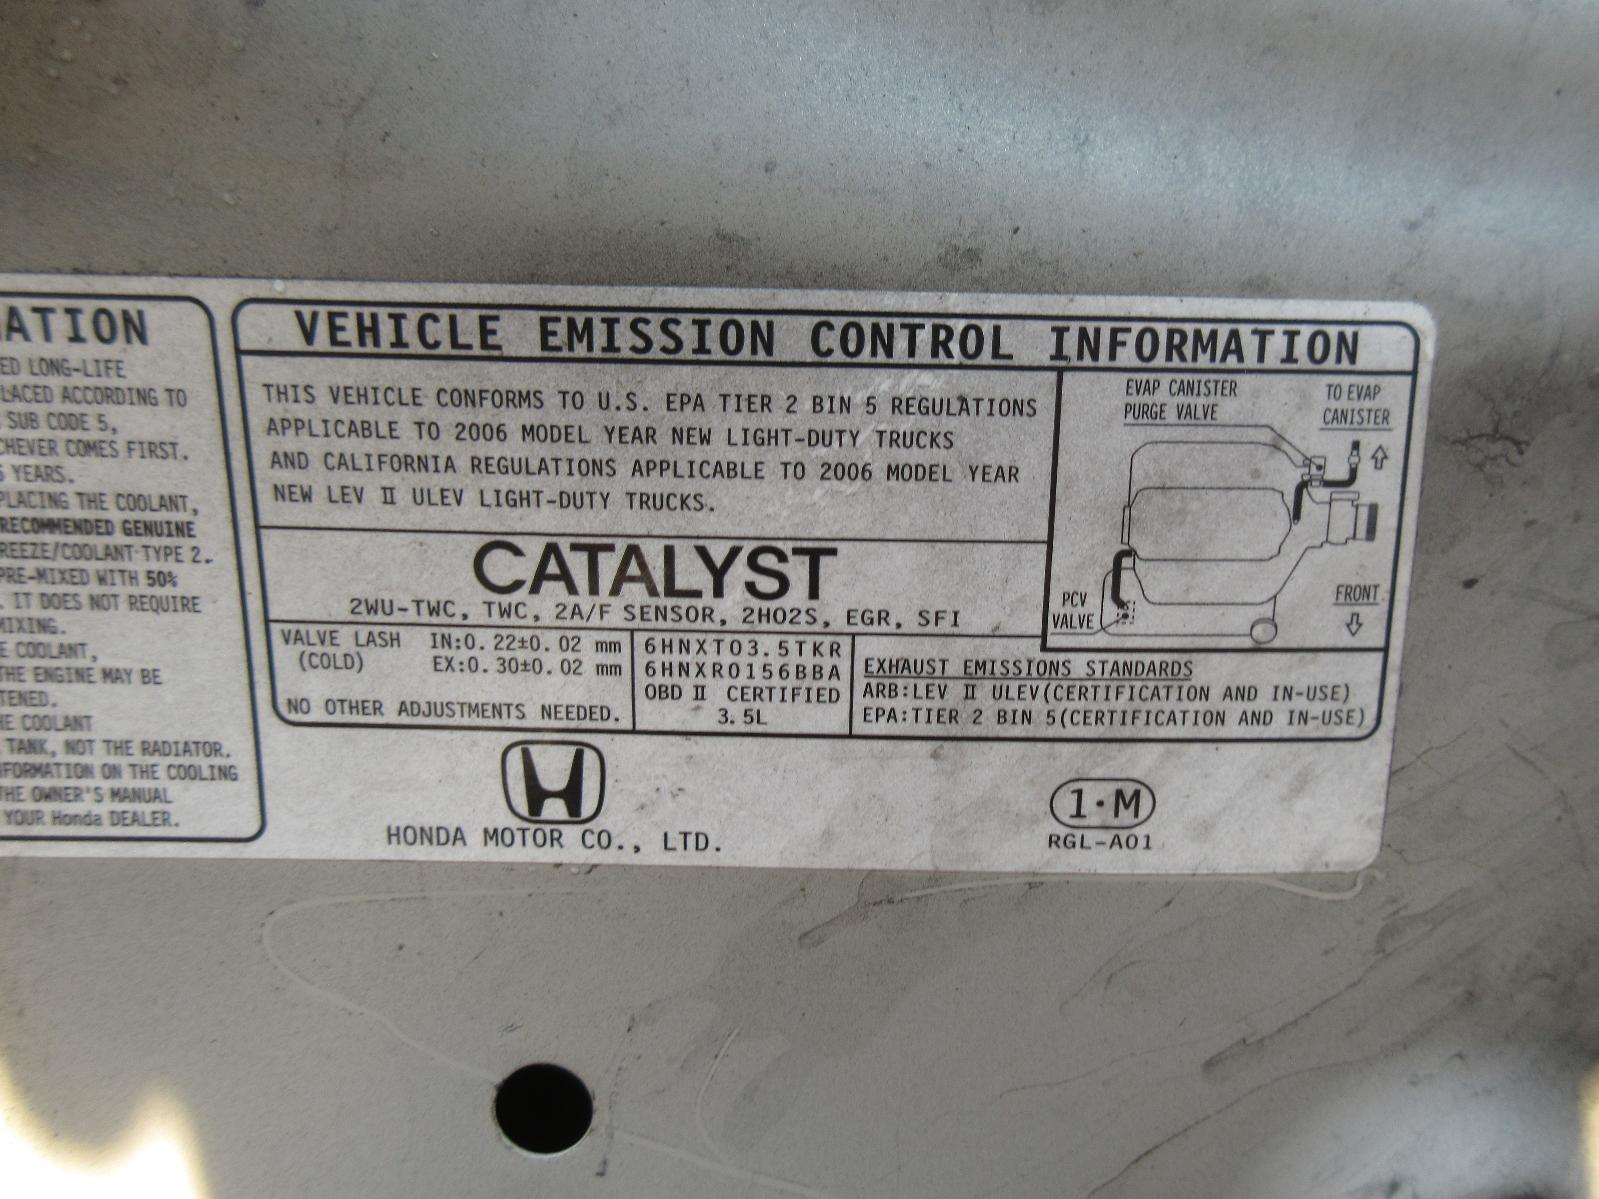 ATION
ED LONG-LIFE
LACED ACCORDING TO
SUB CODE 5,
CHEVER COMES FIRST.
5 YEARS.
PLACING THE COOLANT,
RECOMMENDED GENUINE
REEZE/COOLANT TYPE 2.
PRE-MIXED WITH 50%
. IT DOES NOT REQUIRE
MIXING.
E COOLANT,
THE ENGINE MAY BE
TENED.
HE COOLANT
TANK, NOT THE RADIATOR.
NFORMATION ON THE COOLING
THE OWNER'S MANUAL
YOUR Honda DEALER.
VEHICLE EMISSION CONTROL INFORMATION
THIS VEHICLE CONFORMS TO U.S. EPA TIER 2 BIN 5 REGULATIONS
APPLICABLE TO 2006 MODEL YEAR NEW LIGHT-DUTY TRUCKS
AND CALIFORNIA REGULATIONS APPLICABLE TO 2006 MODEL YEAR
NEW LEV II ULEV LIGHT-DUTY TRUCKS.
EVAP CANISTER
PURGE VALVE
TO EVAP
CANISTER
PCV
VALVE
FRONT
CATALYST
2WU-TWC, TWC, 2A/F SENSOR, 2HO2S, EGR, SFI
VALVE LASH IN:0.22±0.02 mm
(COLD) EX:0.30±0.02 mm
NO OTHER ADJUSTMENTS NEEDED.
6HNXT03.5TKR
6HNXR0156BBA
OBD II CERTIFIED
3.5L
EXHAUST EMISSIONS STANDARDS
ARB:LEV II ULEV(CERTIFICATION AND IN-USE)
EPA:TIER 2 BIN 5(CERTIFICATION AND IN-USE)
HONDA MOTOR CO., LTD.
1·M
RGL-A01